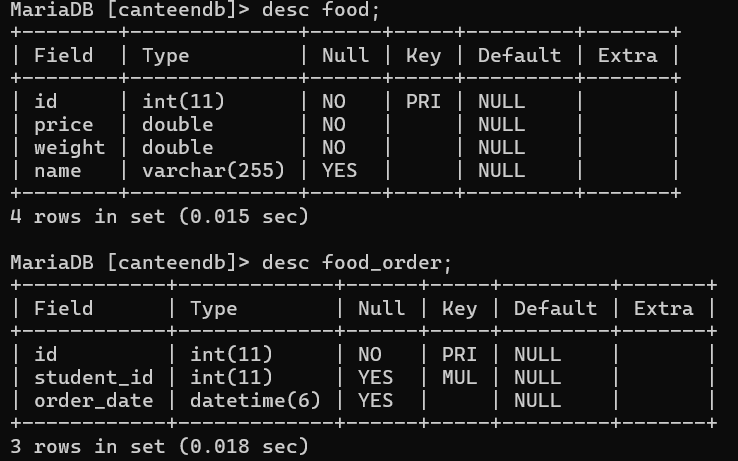 MariaDB [canteendb]> desc food;
+--------+--------------+------+-----+---------+-------+
| Field  | Type         | Null | Key | Default | Extra |
+--------+--------------+------+-----+---------+-------+
| id     | int(11)      | NO   | PRI | NULL    |       |
| price  | double       | NO   |     | NULL    |       |
| weight | double       | NO   |     | NULL    |       |
| name   | varchar(255) | YES  |     | NULL    |       |
+--------+--------------+------+-----+---------+-------+
4 rows in set (0.015 sec)
MariaDB [canteendb]> desc food_order;
+------------+-------------+------+-----+---------+-------+
| Field      | Type        | Null | Key | Default | Extra |
+------------+-------------+------+-----+---------+-------+
| id         | int(11)     | NO   | PRI | NULL    |       |
| student_id | int(11)     | YES  | MUL | NULL    |       |
| order_date | datetime(6) | YES  |     | NULL    |       |
+------------+-------------+------+-----+---------+-------+
3 rows in set (0.018 sec)